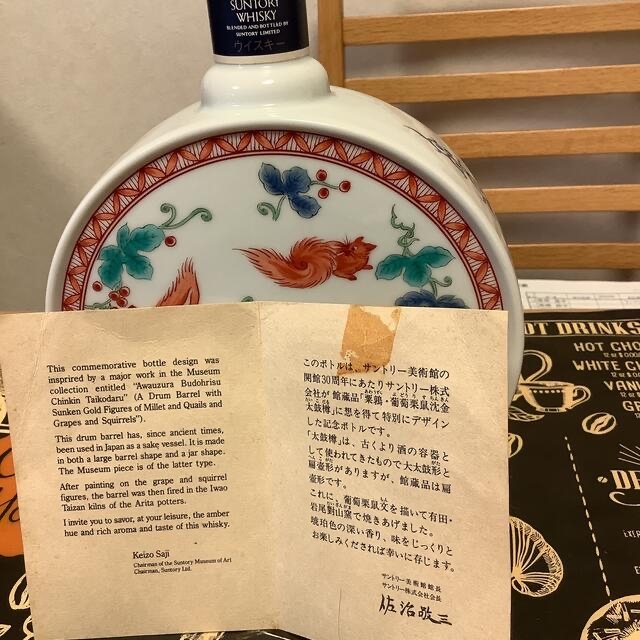 SUNTORY
WHISKY
BLENDED AND BOTTLED BY
SUNTORY LIMITED
ウイスキー
This commemorative bottle design was
insprired by a major work in the Museum
collection entitled "Awauzura Budohrisu
Chinkin Taikodaru" (A Drum Barrel with
Sunken Gold Figures of Millet and Quails and
Grapes and Squirrels").
This drum barrel has, since ancient times,
been used in Japan as a sake vessel. It is made
in both a large barrel shape and a jar shape.
The Museum piece is of the latter type.
After painting on the grape and squirrel
figures, the barrel was then fired in the Iwao
Taizan kilns of the Arita potters.
I invite you to savor, at your leisure, the amber
hue and rich aroma and taste of this whisky.
Keizo Saji
Chairman of the Suntory Museum of Art
Chairman, Suntory Ltd.
このボトルは、サントリー美術館の
開館30周年にあたりサントリー株式
会社が館蔵品「粟鶉・葡萄栗鼠沈金
太鼓樽」に想を得て特別にデザイン
した記念ボトルです。
「太鼓樽」は、古くより酒の容器と
して使われてきたもので大太鼓形と
扁壺形がありますが、館蔵品は扁
壺形です。
これに、葡萄栗鼠文を描いて有田・
岩尾對山窯で焼きあげました。
琥珀色の深い香り、味をじっくりと
お楽しみくだされば幸いに存じます。
サントリー美術館館長
サントリー株式会社会長
佐治敬三
HOT DRINKS
HOT CHO
WHITE CH
VAN
DE